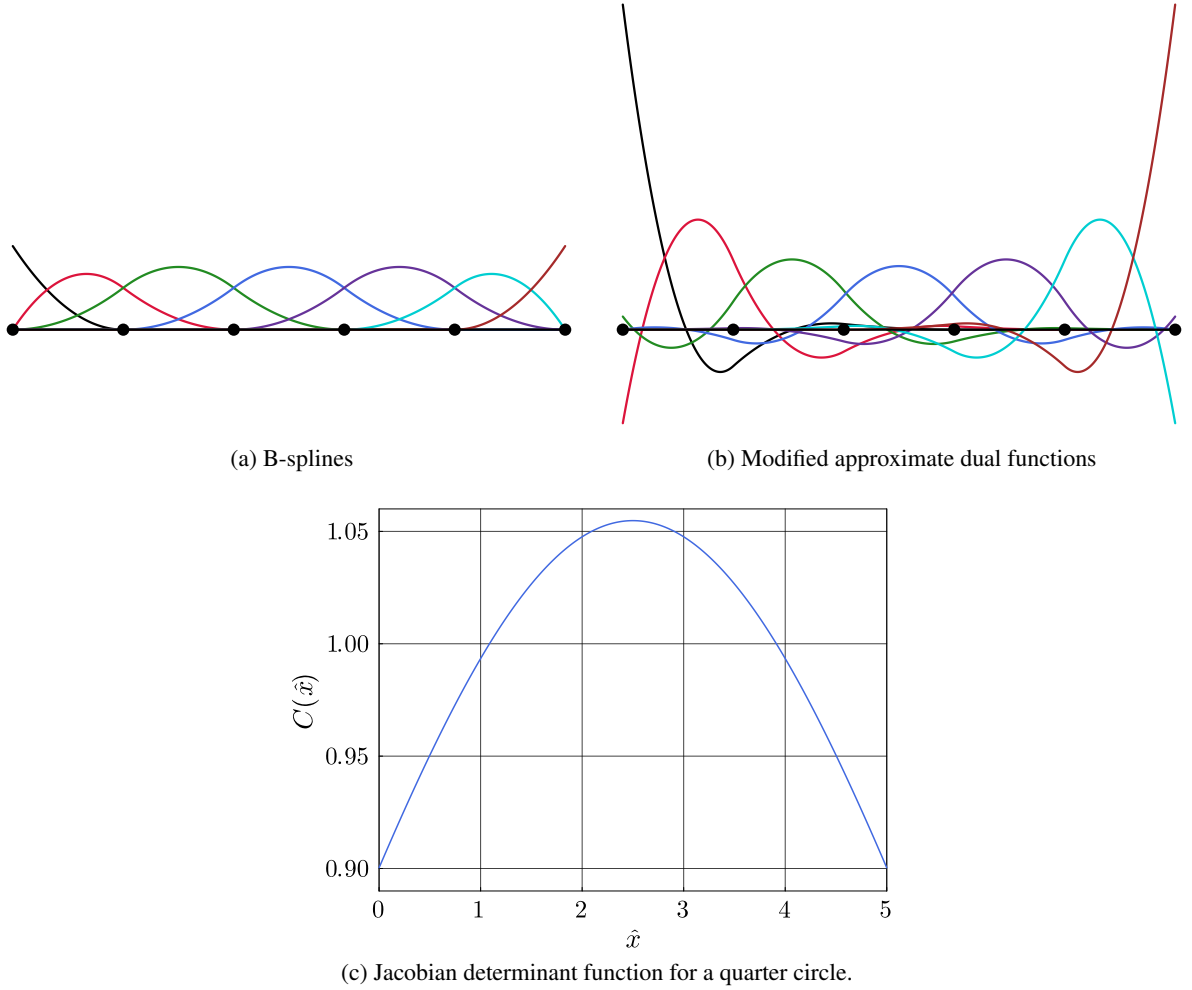 (a) B-splines
(b) Modified approximate dual functions
1.05
1.00
0.95
0.90
C(x̂)
0 1 2 3 4 5
x̂
(c) Jacobian determinant function for a quarter circle.